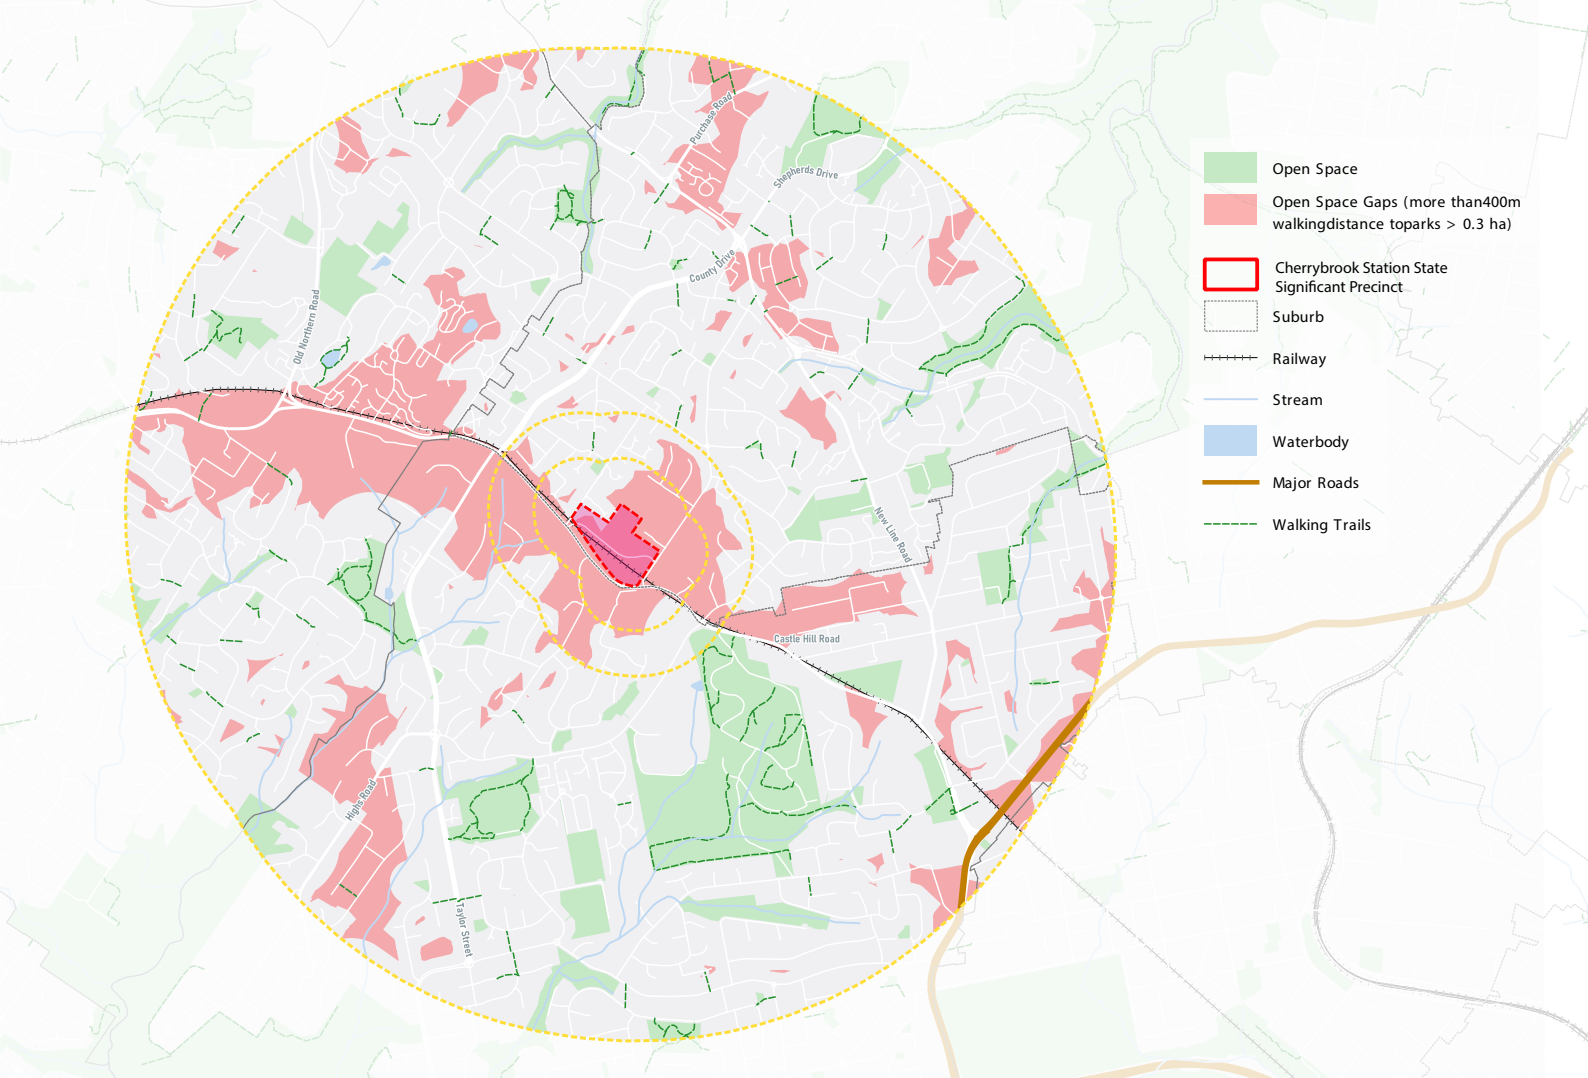 Purchase Road
Shepherds Drive
County Drive
Old Northern Road
New Line Road
Castle Hill Road
Highs Road
Taylor Street
Open Space
Open Space Gaps (more than400m
walkingdistance toparks > 0.3 ha)
Cherrybrook Station State
Significant Precinct
Suburb
Railway
Stream
Waterbody
Major Roads
Walking Trails